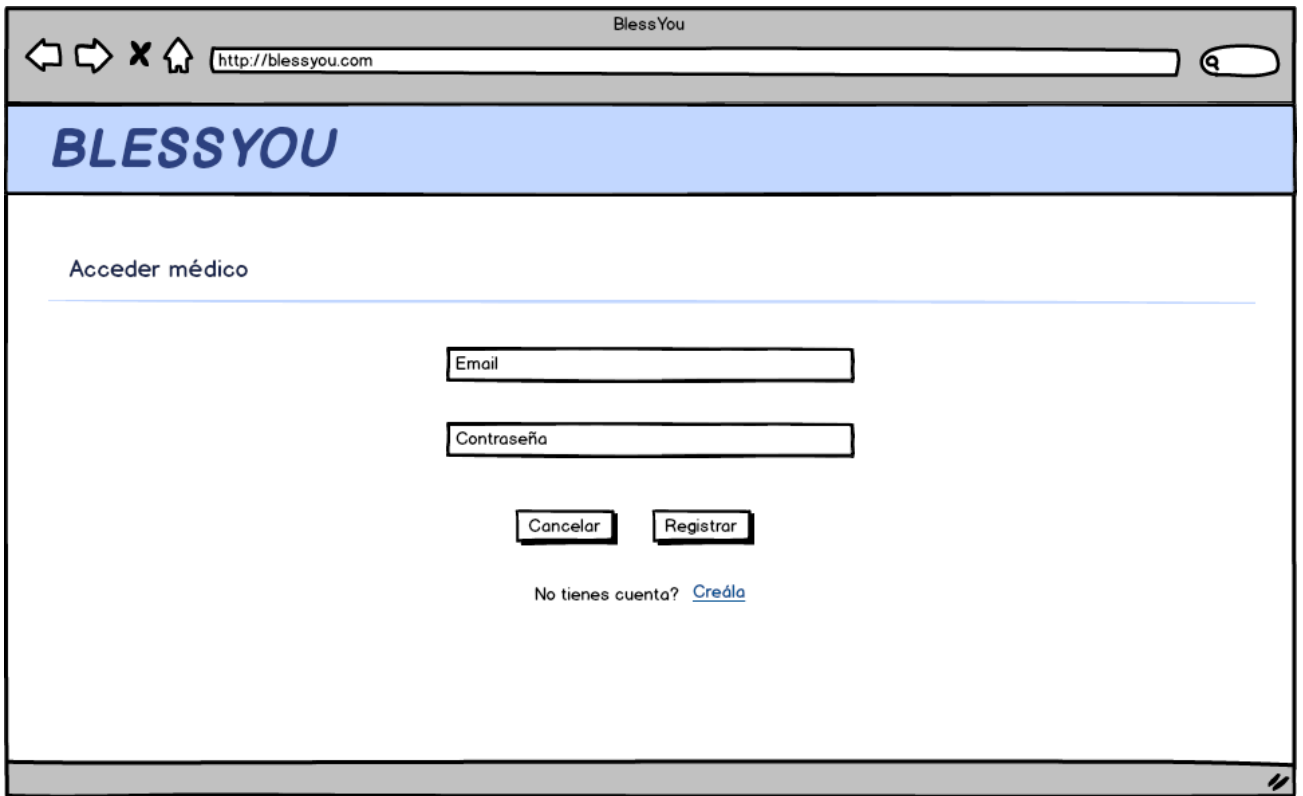 BlessYou
http://blessyou.com
BLESSYOU
Acceder médico
Email
Contraseña
Cancelar Registrar
No tienes cuenta? Creála